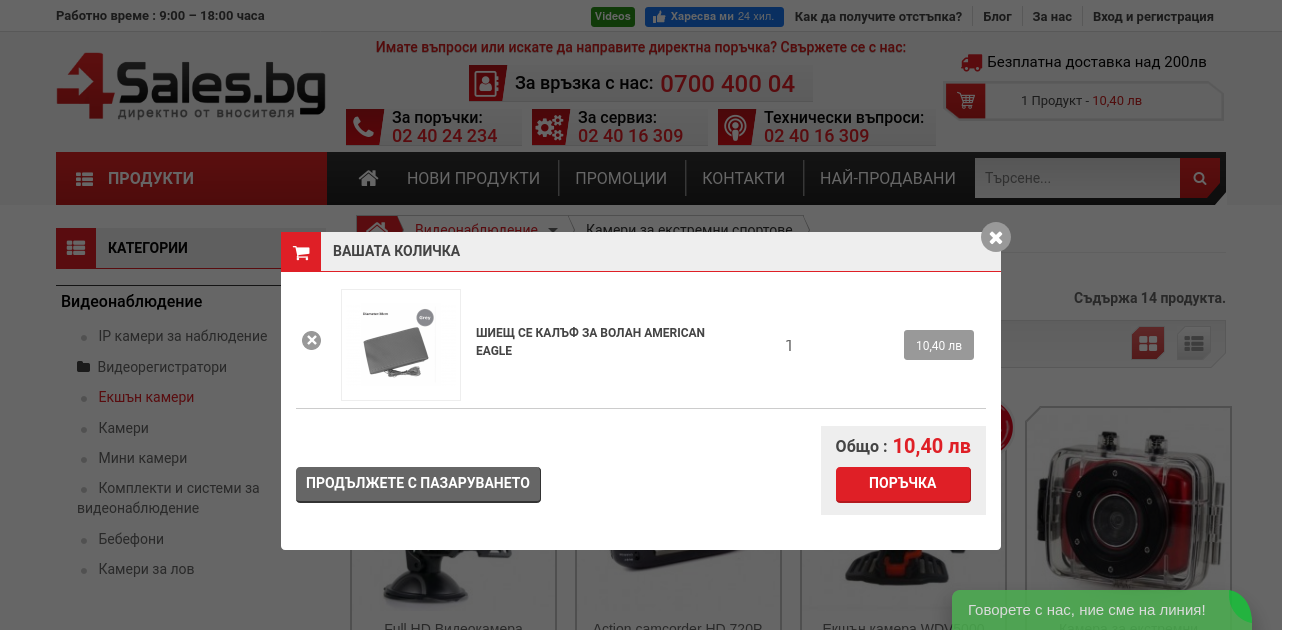 Работно време : 9:00 – 18:00 часа
Videos
Харесва ми 24 хил.
Как да получите отстъпка?
Блог
За нас
Вход и регистрация
4Sales.bg
директно от вносителя
Имате въпроси или искате да направите директна поръчка? Свържете се с нас:
За връзка с нас: 0700 400 04
За поръчки:
02 40 24 234
За сервиз:
02 40 16 309
Технически въпроси:
02 40 16 309
Безплатна доставка над 200лв
1 Продукт - 10,40 лв
ПРОДУКТИ
НОВИ ПРОДУКТИ
ПРОМОЦИИ
КОНТАКТИ
НАЙ-ПРОДАВАНИ
Търсене...
КАТЕГОРИИ
Видеонаблюдение
Камери за екстремни спортове
Съдържа 14 продукта.
Видеонаблюдение
IP камери за наблюдение
Видеорегистратори
Екшън камери
Камери
Мини камери
Комплекти и системи за
видеонаблюдение
Бебефони
Камери за лов
ВАШАТА КОЛИЧКА
Grey
ШИЕЩ СЕ КАЛЪФ ЗА ВОЛАН AMERICAN
EAGLE
1
10,40 лв
Общо : 10,40 лв
ПРОДЪЛЖЕТЕ С ПАЗАРУВАНЕТО
ПОРЪЧКА
Full HD Видеокамера
Action camcorder HD 720P
Екшън камера WDV5000
Говорете с нас, ние сме на линия!